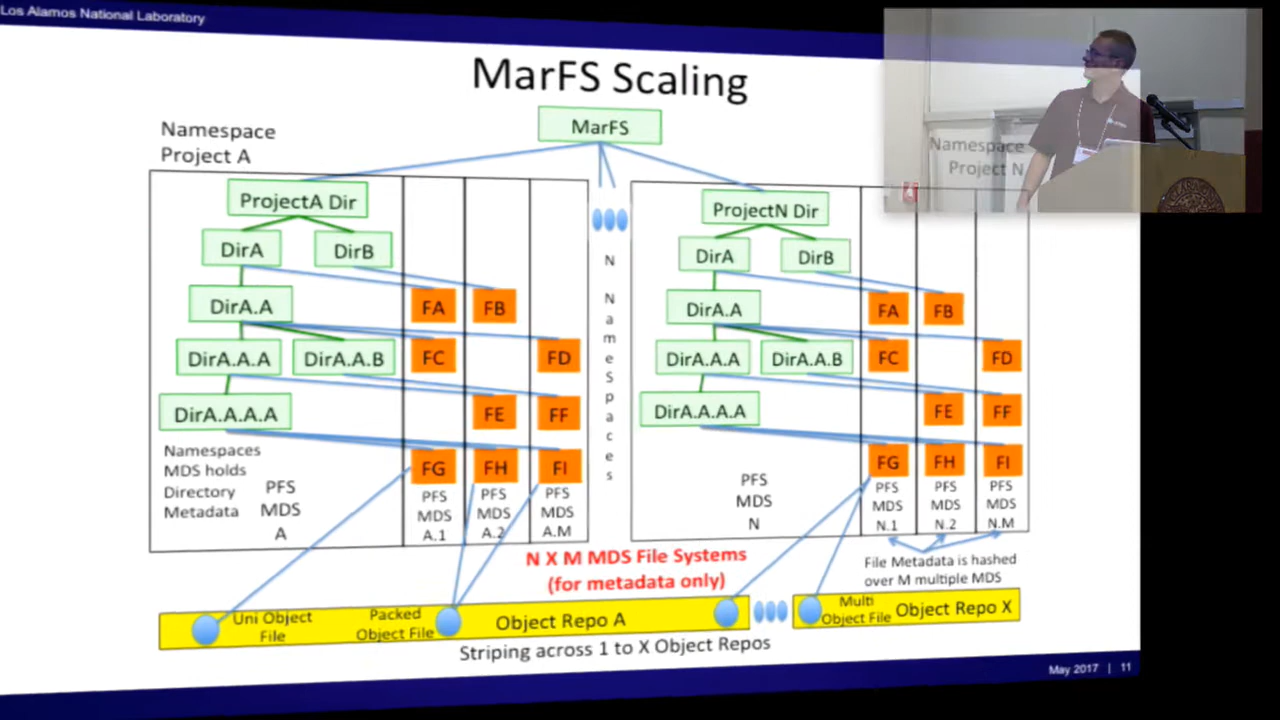 Los Alamos National Laboratory
MarFS Scaling
MarFS
Namespace
Project A
Namespace
Project N
ProjectA Dir
DirA
DirB
DirA.A
FA
FB
DirA.A.A
DirA.A.B
FC
FD
DirA.A.A.A
FE
FF
FG
FH
FI
Namespaces
MDS holds
Directory
Metadata
PFS
MDS
A
PFS
MDS
A.1
PFS
MDS
A.2
PFS
MDS
A.M
N NameSpaces
ProjectN Dir
DirA
DirB
DirA.A
FA
FB
DirA.A.A
DirA.A.B
FC
FD
DirA.A.A.A
FE
FF
FG
FH
FI
PFS
MDS
N
PFS
MDS
N.1
PFS
MDS
N.2
PFS
MDS
N.M
N X M MDS File Systems
(for metadata only)
File Metadata is hashed
over M multiple MDS
Uni Object
File
Packed
Object File
Object Repo A
Multi
Object File
Object Repo X
Striping across 1 to X Object Repos
May 2017 | 11